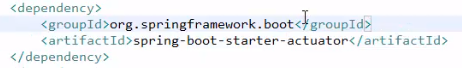 <dependency>
<groupId>org.springframework.boot</groupId>
<artifactId>spring-boot-starter-actuator</artifactId>
</dependency>